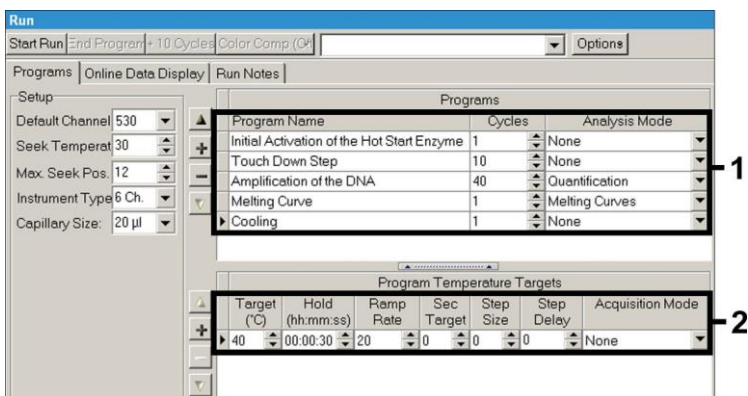 Run
Start Run End Program + 10 Cycles Color Comp (Off) Options
Programs Online Data Display Run Notes
Setup
Default Channel 530
Seek Temperat 30
Max. Seek Pos. 12
Instrument Type 6 Ch.
Capillary Size: 20 µl
Programs
Program Name Cycles Analysis Mode
Initial Activation of the Hot Start Enzyme 1 None
Touch Down Step 10 None
Amplification of the DNA 40 Quantification
Melting Curve 1 Melting Curves
Cooling 1 None
1
Program Temperature Targets
Target (°C) Hold (hh:mm:ss) Ramp Rate Sec Target Step Size Step Delay Acquisition Mode
40 00:00:30 20 0 0 0 None
2